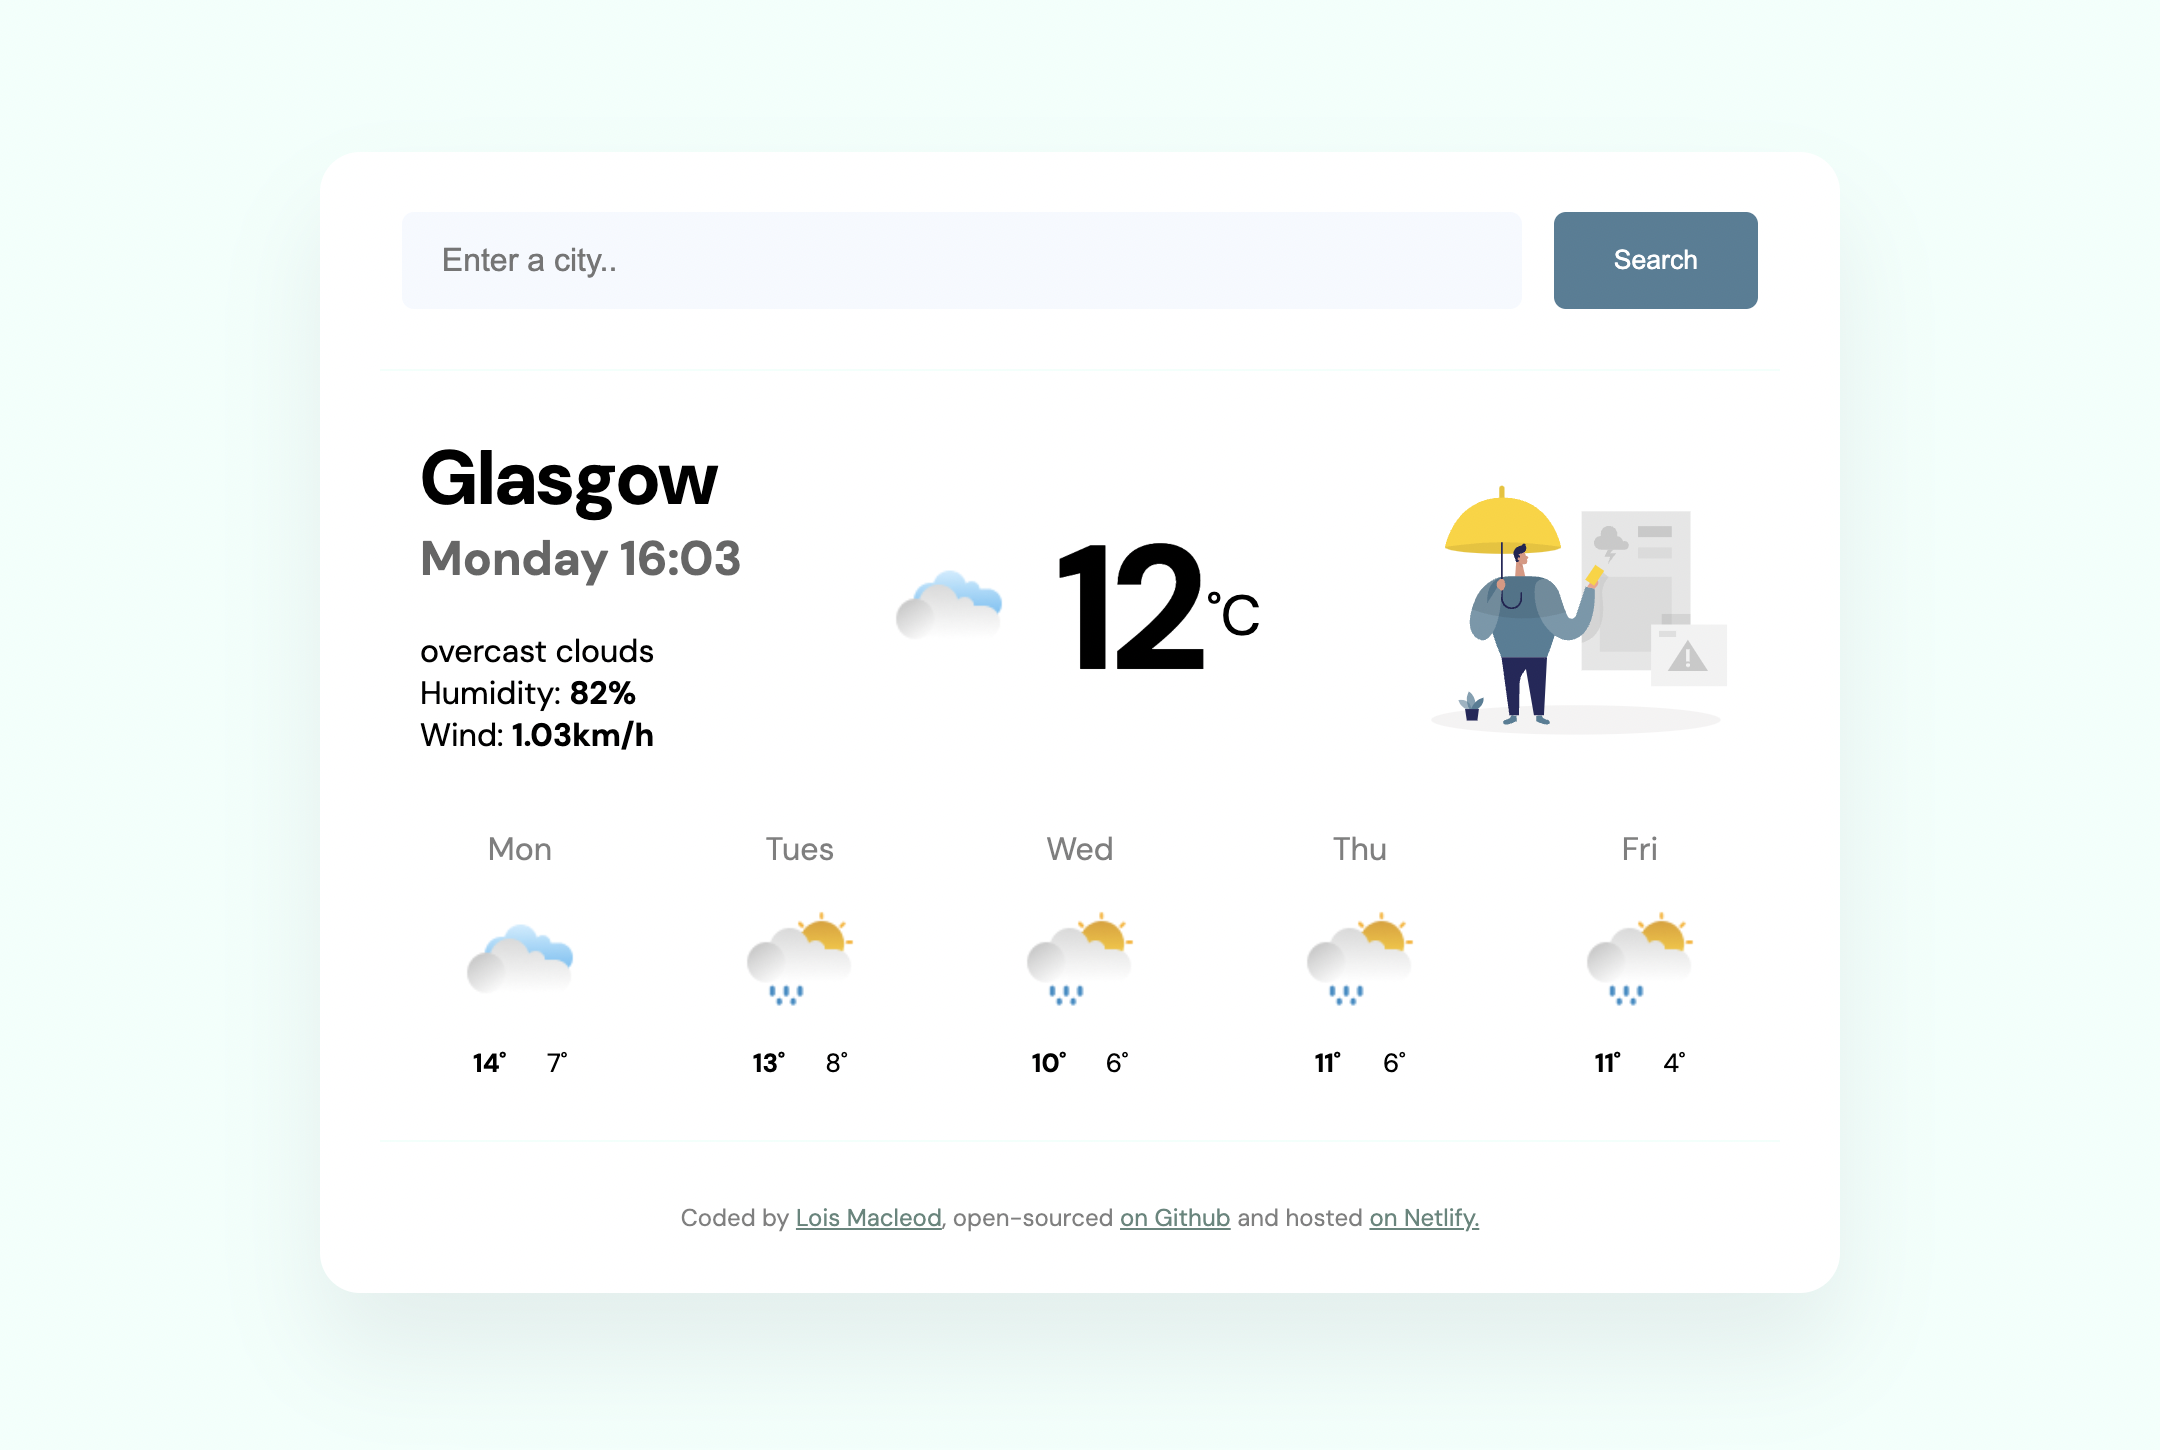 Enter a city..
Search
Glasgow
Monday 16:03
overcast clouds
Humidity: 82%
Wind: 1.03km/h
12°C
Mon Tues Wed Thu Fri
14° 7° 13° 8° 10° 6° 11° 6° 11° 4°
Coded by Lois Macleod, open-sourced on Github and hosted on Netlify.